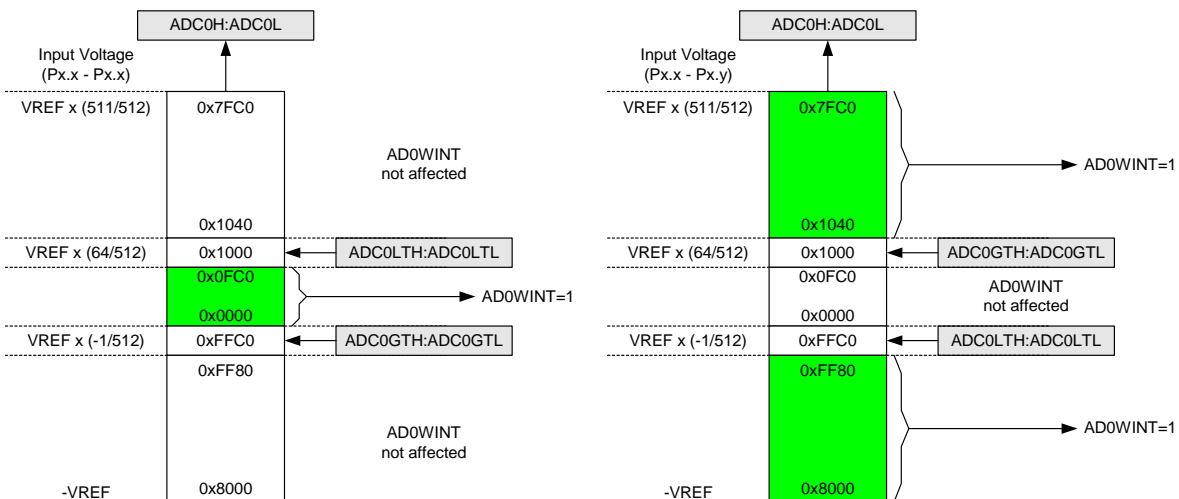 ADC0H:ADC0L
Input Voltage
(Px.x - Px.x)
VREF x (511/512)
0x7FC0
AD0WINT
not affected
0x1040
VREF x (64/512)
0x1000
ADC0LTH:ADC0LTL
0x0FC0
AD0WINT=1
0x0000
VREF x (-1/512)
0xFFC0
ADC0GTH:ADC0GTL
0xFF80
AD0WINT
not affected
-VREF
0x8000
ADC0H:ADC0L
Input Voltage
(Px.x - Px.y)
VREF x (511/512)
0x7FC0
AD0WINT=1
0x1040
VREF x (64/512)
0x1000
ADC0GTH:ADC0GTL
0x0FC0
AD0WINT
not affected
0x0000
VREF x (-1/512)
0xFFC0
ADC0LTH:ADC0LTL
0xFF80
AD0WINT=1
-VREF
0x8000